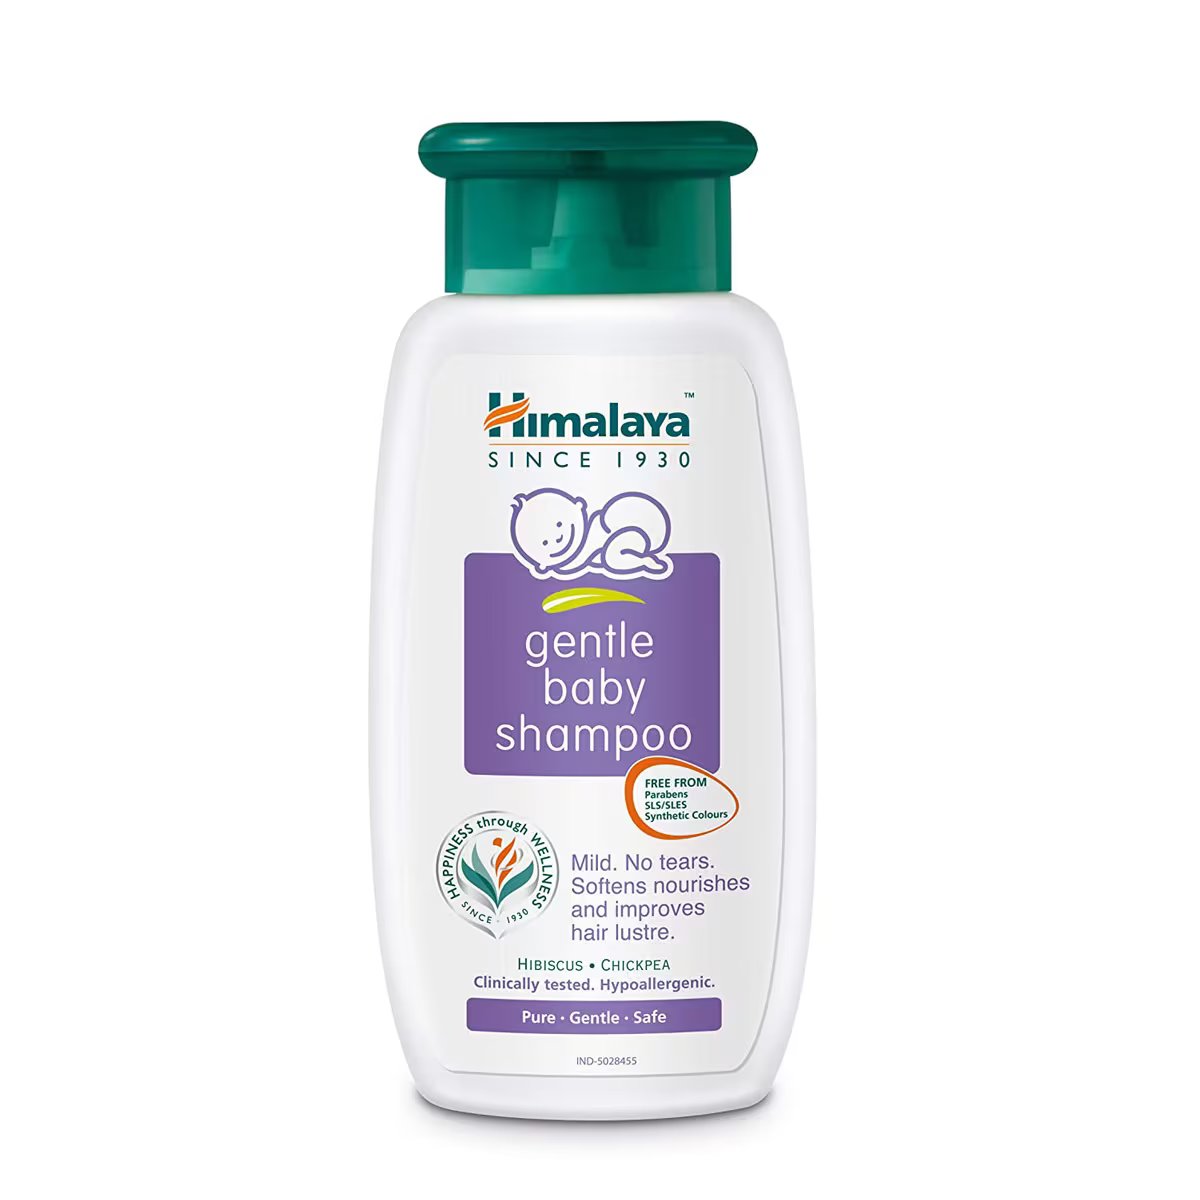 Himalaya™
SINCE 1930
gentle
baby
shampoo
FREE FROM
Parabens
SLS/SLES
Synthetic Colours
HAPPINESS through WELLNESS
SINCE 1930
Mild. No tears.
Softens nourishes
and improves
hair lustre.
HIBISCUS • CHICKPEA
Clinically tested. Hypoallergenic.
Pure · Gentle · Safe
IND-5028455